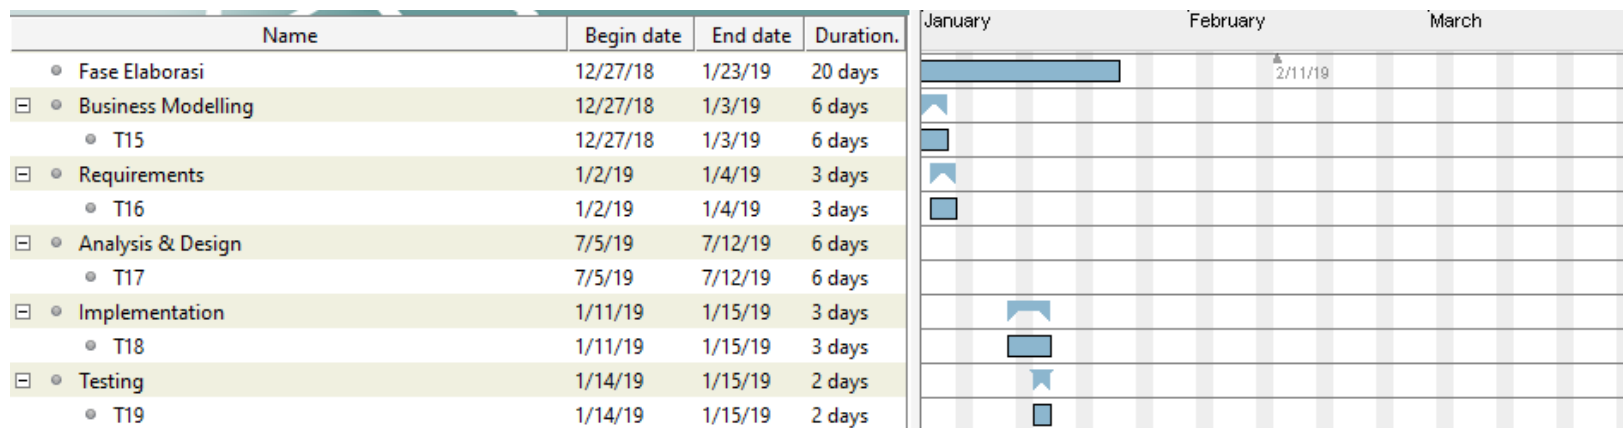 Name Begin date End date Duration. January February March
Fase Elaborasi 12/27/18 1/23/19 20 days 2/11/19
Business Modelling 12/27/18 1/3/19 6 days
T15 12/27/18 1/3/19 6 days
Requirements 1/2/19 1/4/19 3 days
T16 1/2/19 1/4/19 3 days
Analysis & Design 7/5/19 7/12/19 6 days
T17 7/5/19 7/12/19 6 days
Implementation 1/11/19 1/15/19 3 days
T18 1/11/19 1/15/19 3 days
Testing 1/14/19 1/15/19 2 days
T19 1/14/19 1/15/19 2 days